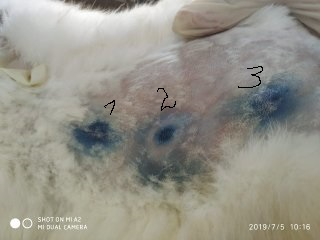 1 2 3
SHOT ON MI A2
MI DUAL CAMERA
2019/7/5 10:16